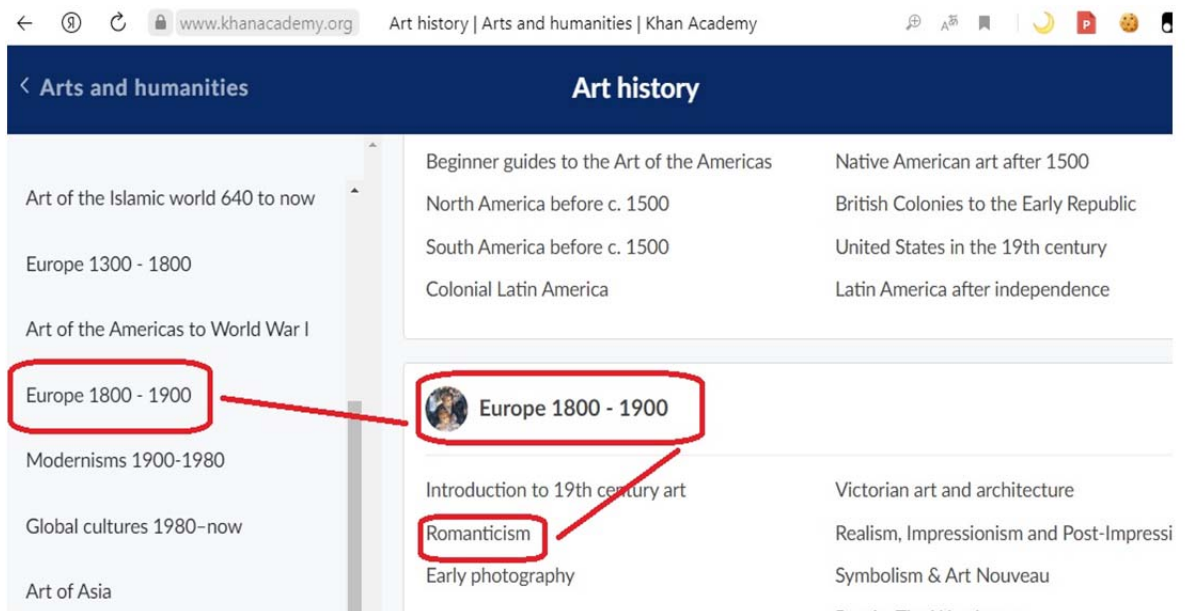 www.khanacademy.org Art history | Arts and humanities | Khan Academy
Arts and humanities
Art history
Art of the Islamic world 640 to now
Europe 1300 - 1800
Art of the Americas to World War I
Europe 1800 - 1900
Modernisms 1900-1980
Global cultures 1980–now
Art of Asia
Beginner guides to the Art of the Americas
North America before c. 1500
South America before c. 1500
Colonial Latin America
Native American art after 1500
British Colonies to the Early Republic
United States in the 19th century
Latin America after independence
Europe 1800 - 1900
Introduction to 19th century art
Romanticism
Early photography
Victorian art and architecture
Realism, Impressionism and Post-Impressi
Symbolism & Art Nouveau